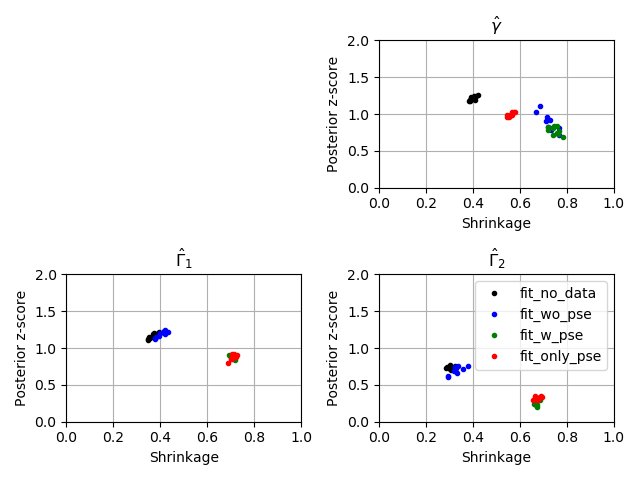 γ̂
2.0
1.5
1.0
0.5
0.0
Posterior z-score
0.0 0.2 0.4 0.6 0.8 1.0
Shrinkage
Γ̂₁
2.0
1.5
1.0
0.5
0.0
Posterior z-score
0.0 0.2 0.4 0.6 0.8 1.0
Shrinkage
Γ̂₂
2.0
1.5
1.0
0.5
0.0
Posterior z-score
fit_no_data
fit_wo_pse
fit_w_pse
fit_only_pse
0.0 0.2 0.4 0.6 0.8 1.0
Shrinkage